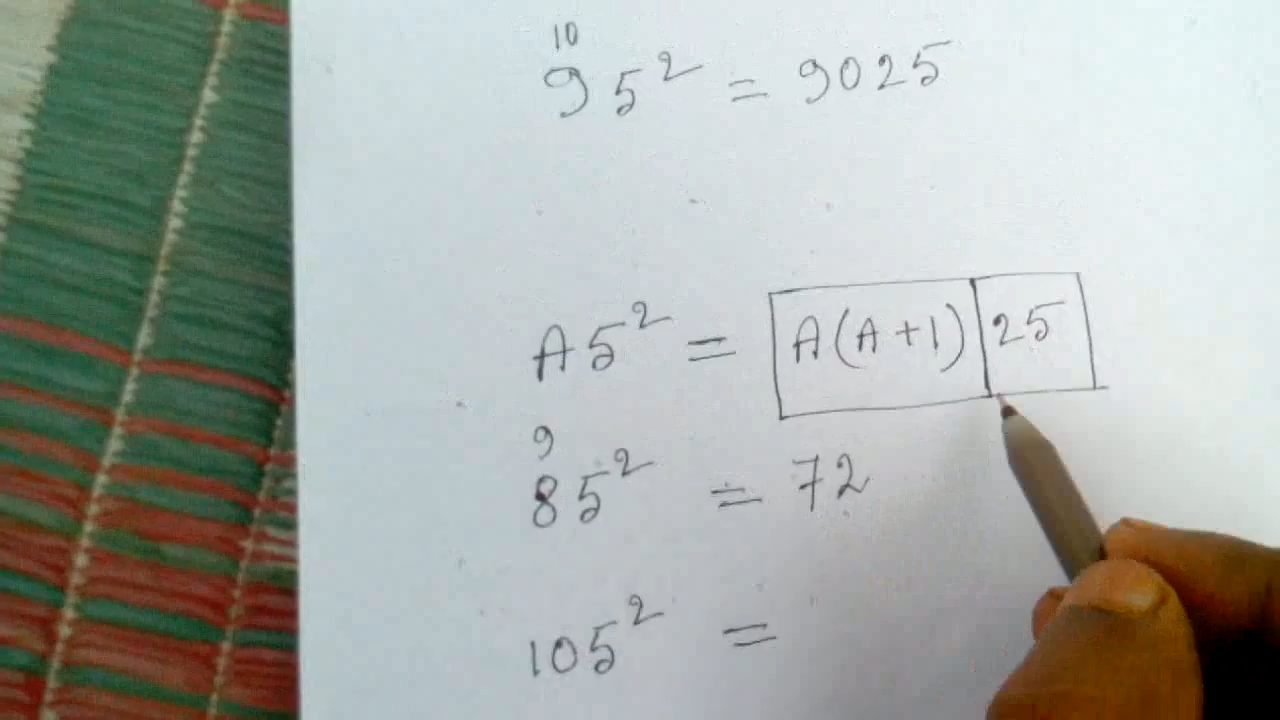 10
95² = 9025
A5² = A(A+1) 25
9
85² = 72
105² =